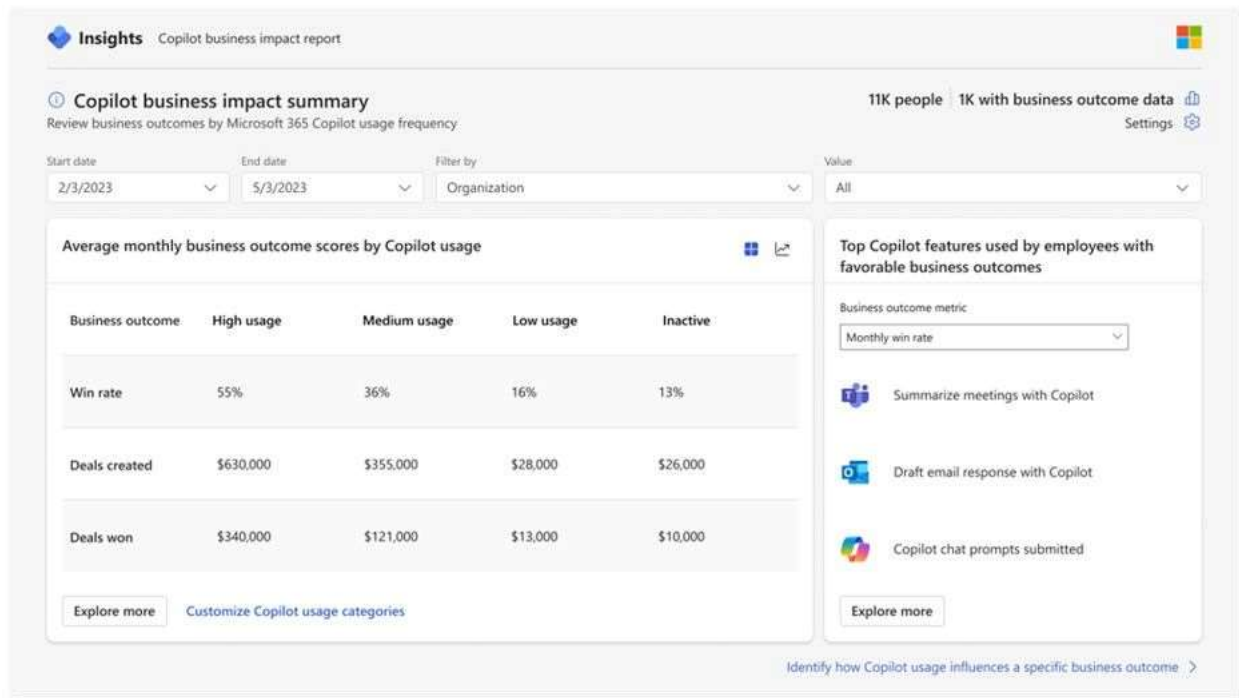 Insights Copilot business impact report
Copilot business impact summary
11K people 1K with business outcome data
Review business outcomes by Microsoft 365 Copilot usage frequency
Settings
Start date End date Filter by Value
2/3/2023 5/3/2023 Organization All
Average monthly business outcome scores by Copilot usage
Business outcome High usage Medium usage Low usage Inactive
Win rate 55% 36% 16% 13%
Deals created $630,000 $355,000 $28,000 $26,000
Deals won $340,000 $121,000 $13,000 $10,000
Explore more Customize Copilot usage categories
Top Copilot features used by employees with
favorable business outcomes
Business outcome metric
Monthly win rate
Summarize meetings with Copilot
Draft email response with Copilot
Copilot chat prompts submitted
Explore more
Identify how Copilot usage influences a specific business outcome